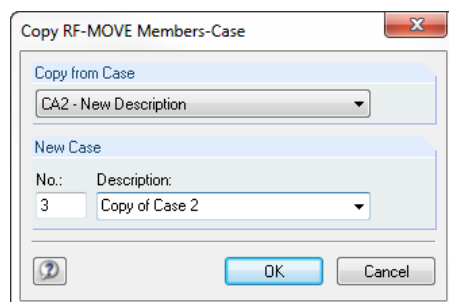 Copy RF-MOVE Members-Case
Copy from Case
CA2 - New Description
New Case
No.: Description:
3 Copy of Case 2
OK Cancel